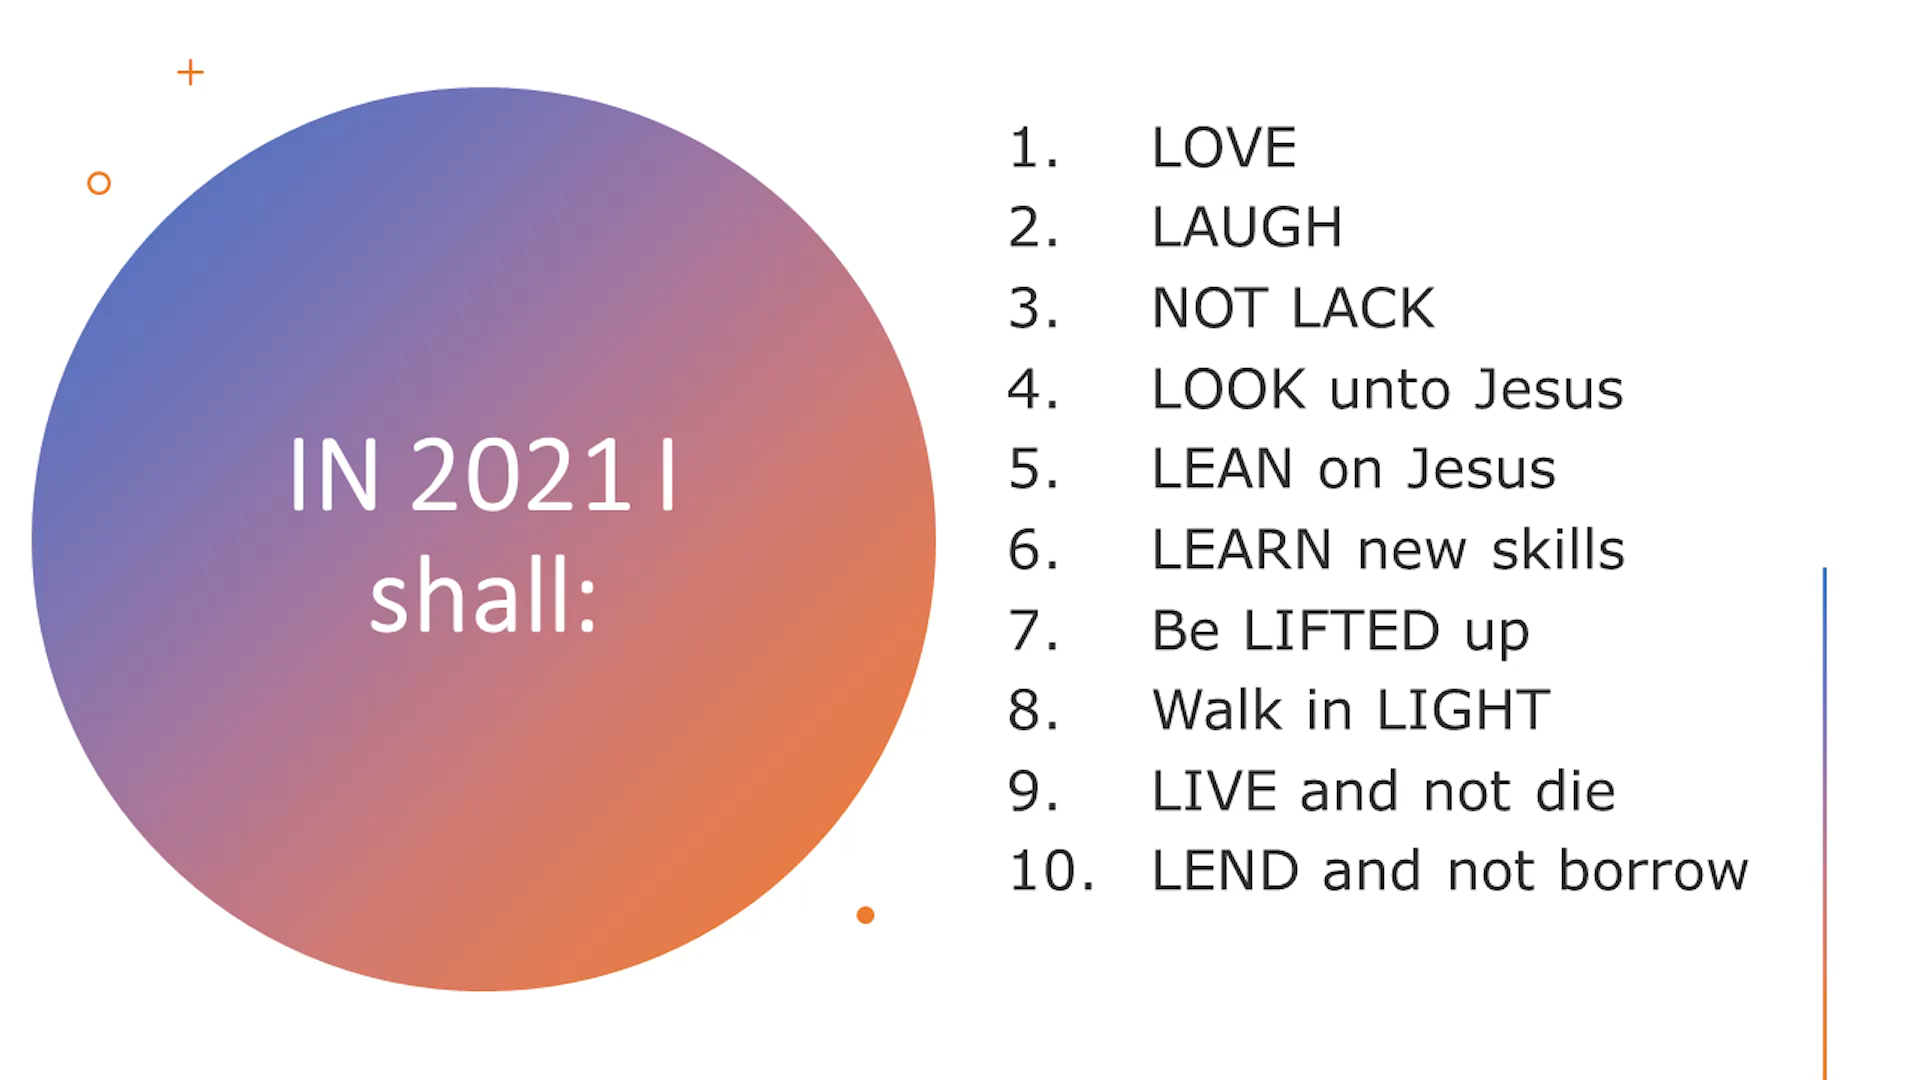 IN 2021 I
shall:
1. LOVE
2. LAUGH
3. NOT LACK
4. LOOK unto Jesus
5. LEAN on Jesus
6. LEARN new skills
7. Be LIFTED up
8. Walk in LIGHT
9. LIVE and not die
10. LEND and not borrow